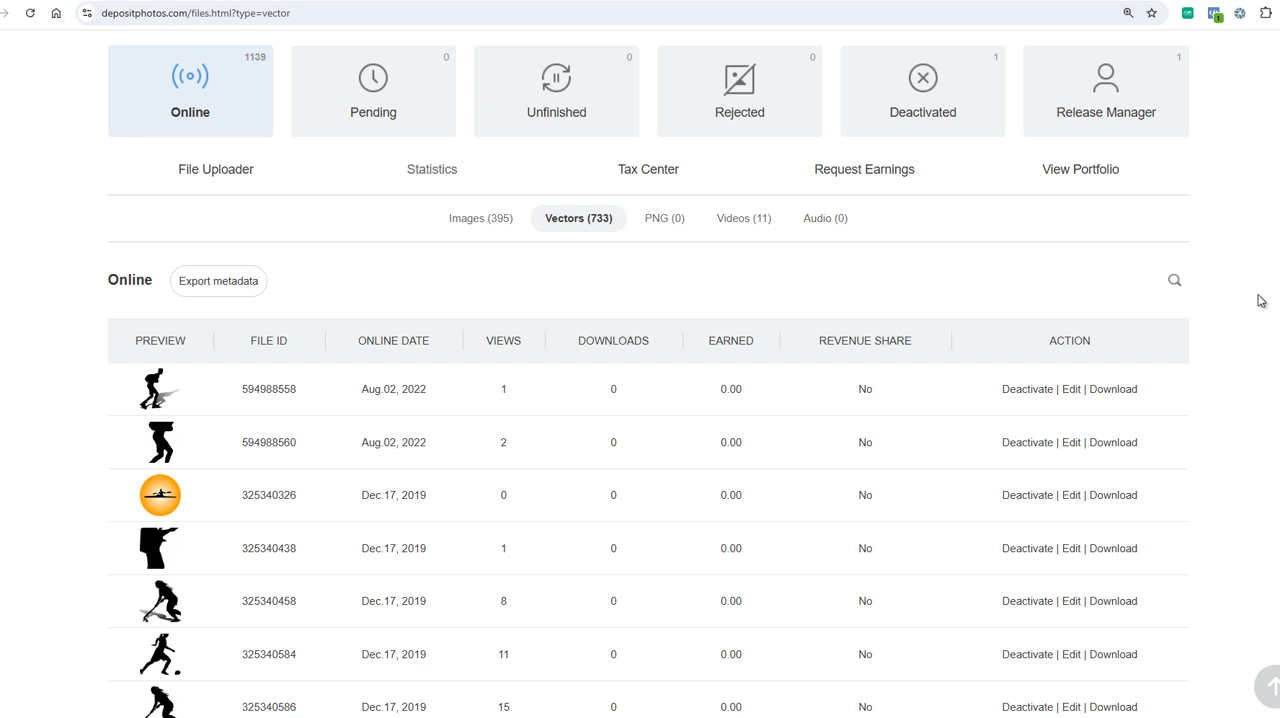 depositphotos.com/files.html?type=vector
1
1139 0 0 0 1 1
Online Pending Unfinished Rejected Deactivated Release Manager
File Uploader Statistics Tax Center Request Earnings View Portfolio
Images (395) Vectors (733) PNG (0) Videos (11) Audio (0)
Online Export metadata
PREVIEW FILE ID ONLINE DATE VIEWS DOWNLOADS EARNED REVENUE SHARE ACTION
594988558 Aug.02, 2022 1 0 0.00 No Deactivate | Edit | Download
594988560 Aug.02, 2022 2 0 0.00 No Deactivate | Edit | Download
325340326 Dec.17, 2019 0 0 0.00 No Deactivate | Edit | Download
325340438 Dec.17, 2019 1 0 0.00 No Deactivate | Edit | Download
325340458 Dec.17, 2019 8 0 0.00 No Deactivate | Edit | Download
325340584 Dec.17, 2019 11 0 0.00 No Deactivate | Edit | Download
325340586 Dec.17, 2019 15 0 0.00 No Deactivate | Edit | Download